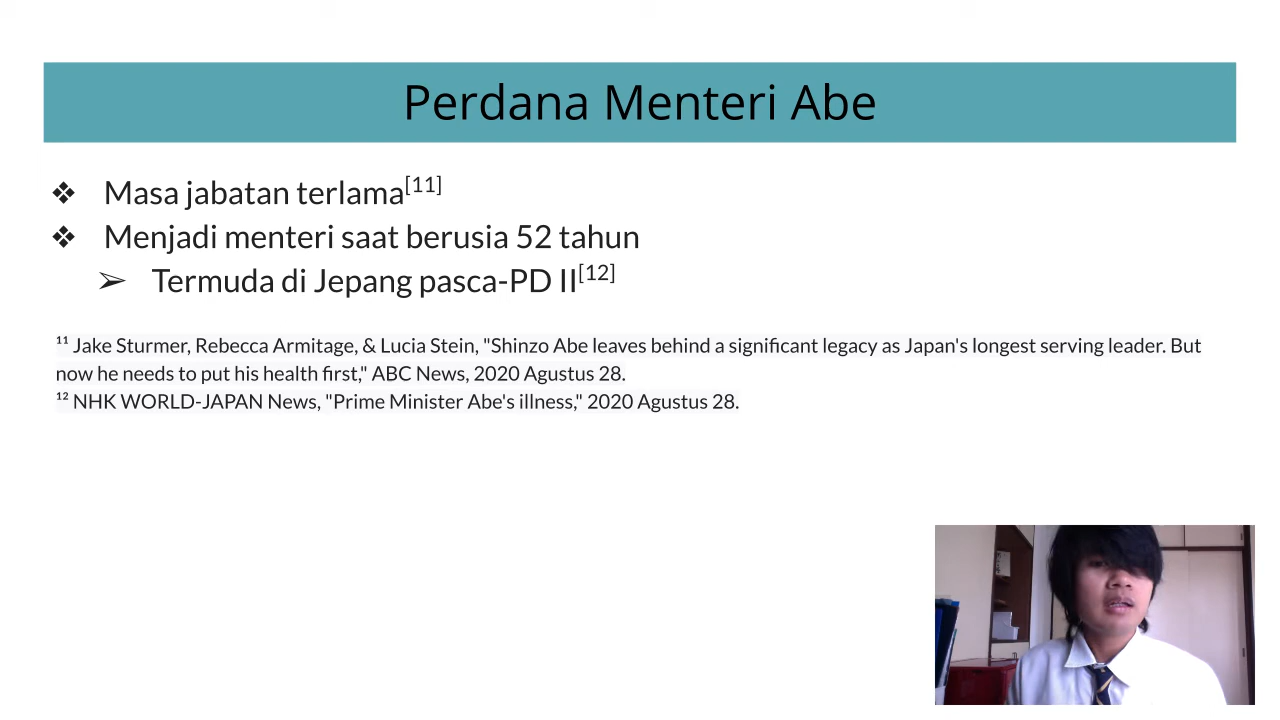 Perdana Menteri Abe
❖ Masa jabatan terlama[11]
❖ Menjadi menteri saat berusia 52 tahun
➢ Termuda di Jepang pasca-PD II[12]
¹¹ Jake Sturmer, Rebecca Armitage, & Lucia Stein, "Shinzo Abe leaves behind a significant legacy as Japan's longest serving leader. But
now he needs to put his health first," ABC News, 2020 Agustus 28.
¹² NHK WORLD-JAPAN News, "Prime Minister Abe's illness," 2020 Agustus 28.